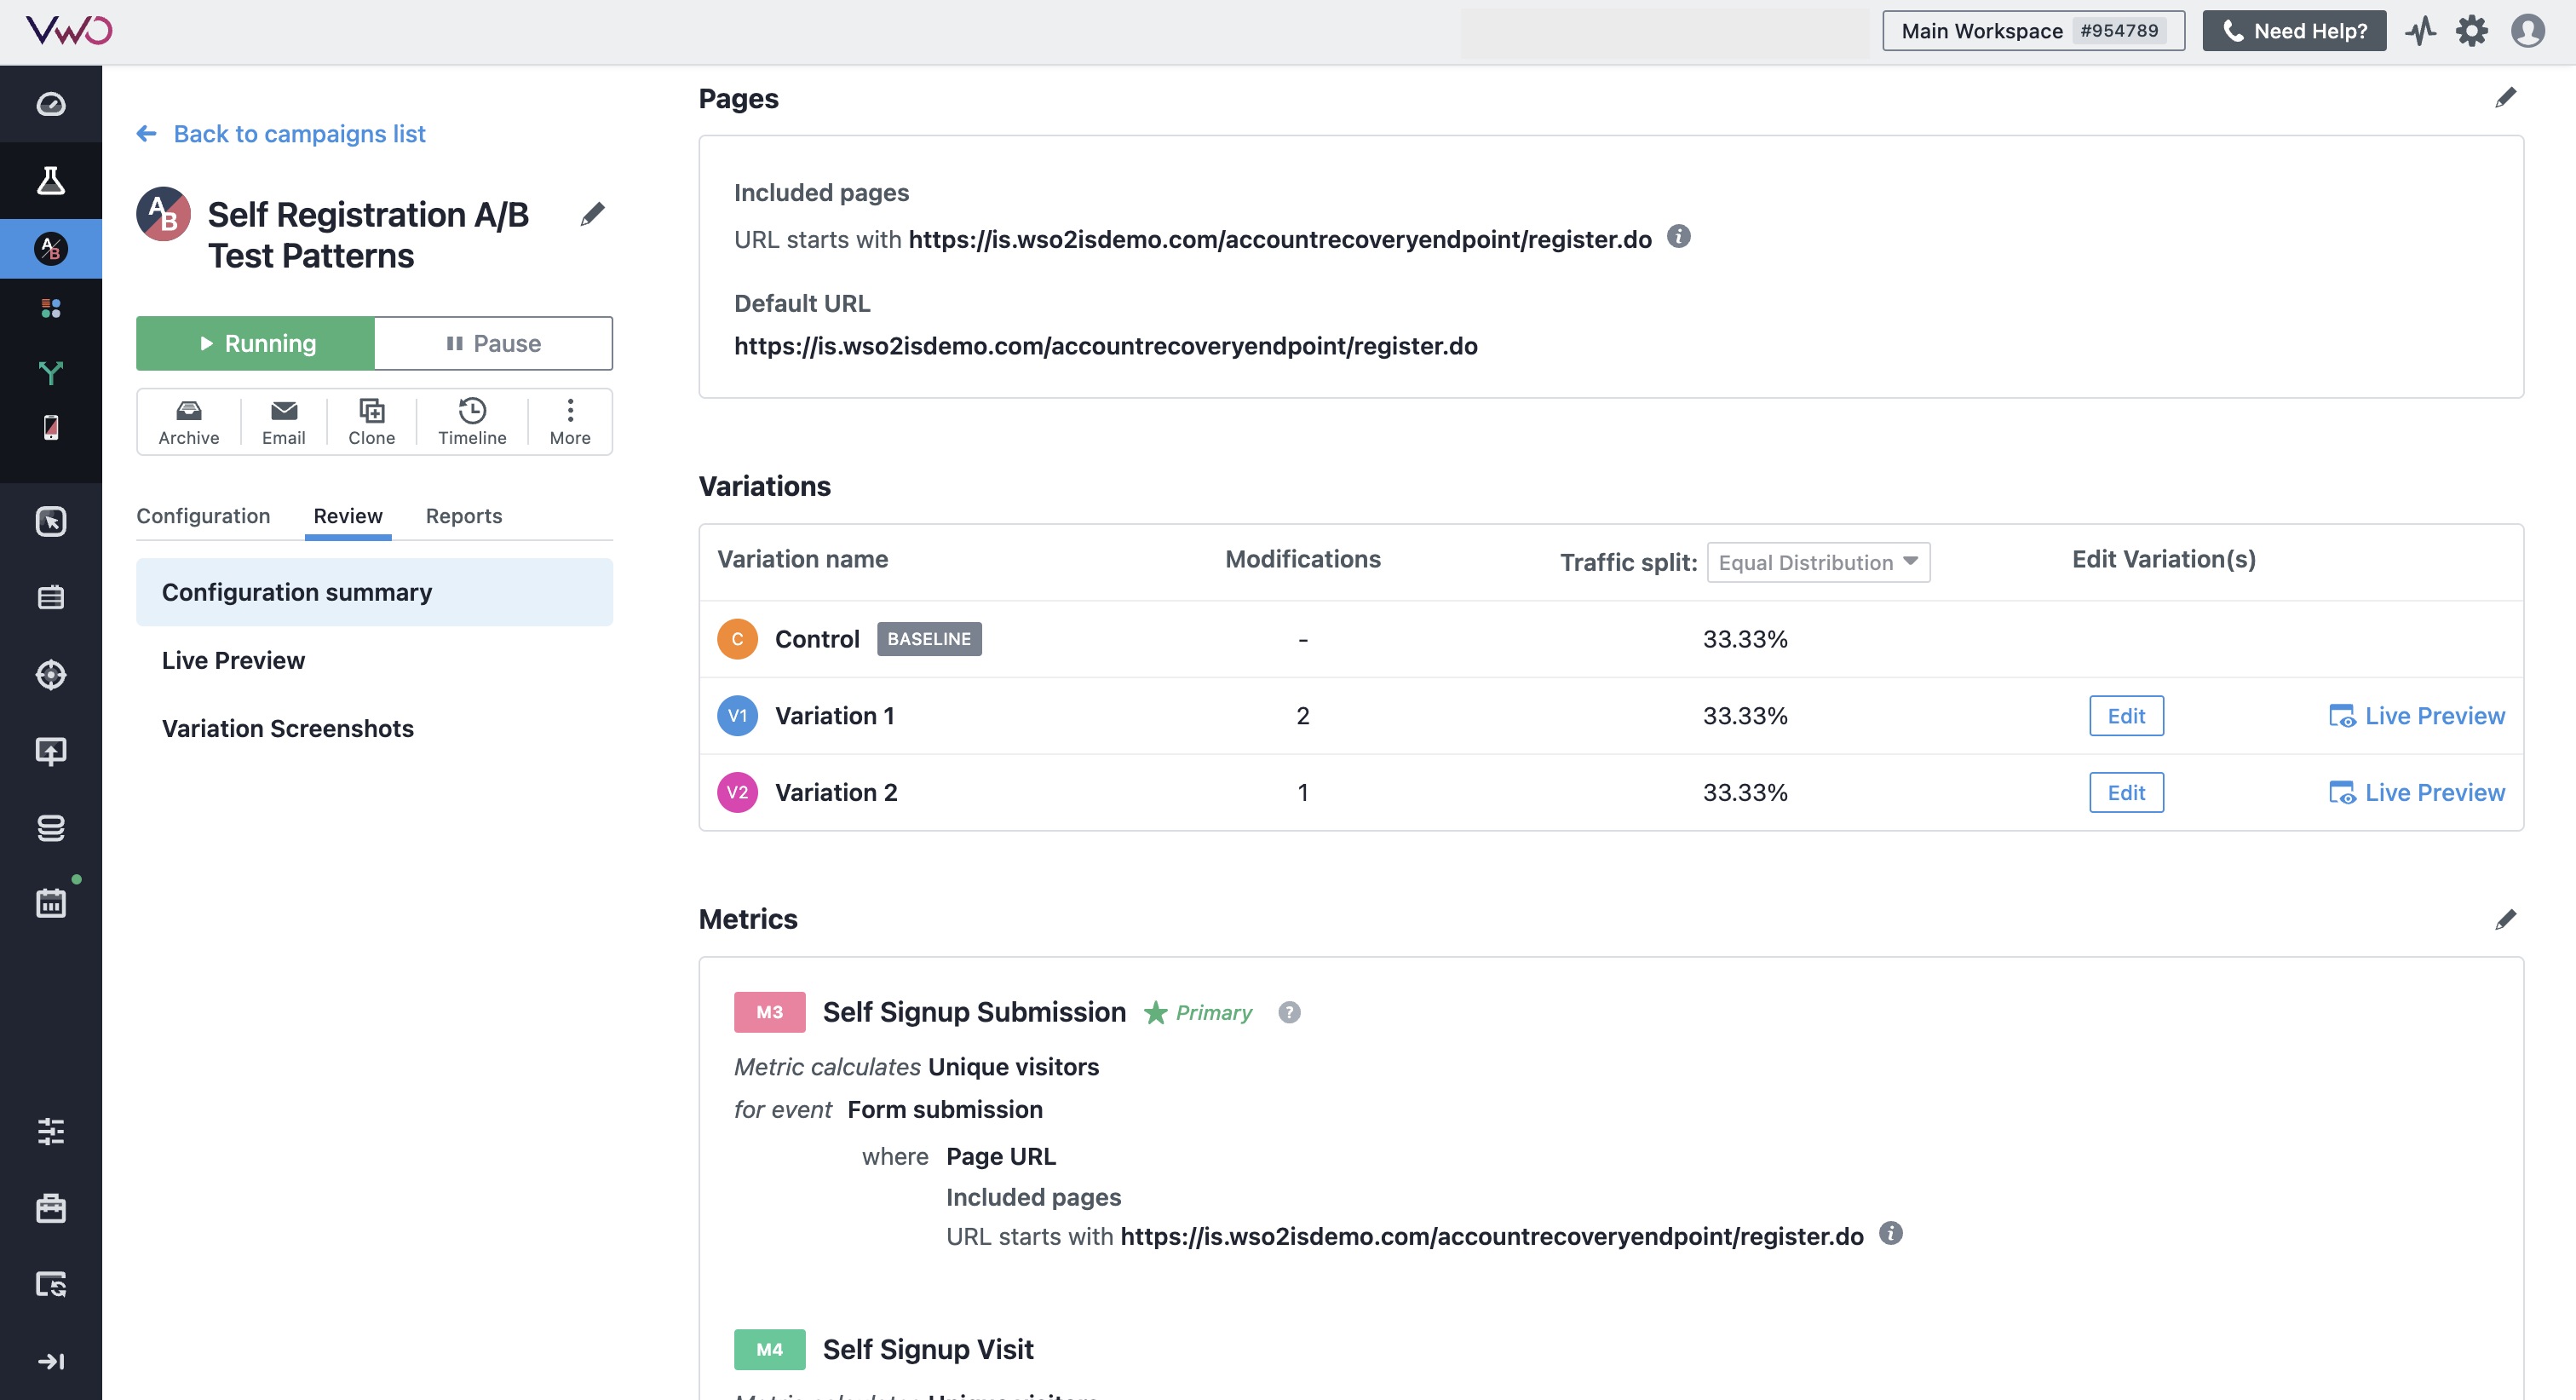 VWO
Main Workspace #954789
Need Help?
Back to campaigns list
A
B
Self Registration A/B
Test Patterns
Running
Pause
Archive
Email
Clone
Timeline
More
Configuration
Review
Reports
Configuration summary
Live Preview
Variation Screenshots
Pages
Included pages
URL starts with https://is.wso2isdemo.com/accountrecoveryendpoint/register.do
Default URL
https://is.wso2isdemo.com/accountrecoveryendpoint/register.do
Variations
Variation name Modifications Traffic split: Equal Distribution Edit Variation(s)
C Control BASELINE - 33.33%
V1 Variation 1 2 33.33% Edit Live Preview
V2 Variation 2 1 33.33% Edit Live Preview
Metrics
M3 Self Signup Submission Primary ?
Metric calculates Unique visitors
for event Form submission
where Page URL
Included pages
URL starts with https://is.wso2isdemo.com/accountrecoveryendpoint/register.do
M4 Self Signup Visit
Metric calculates Unique visitors